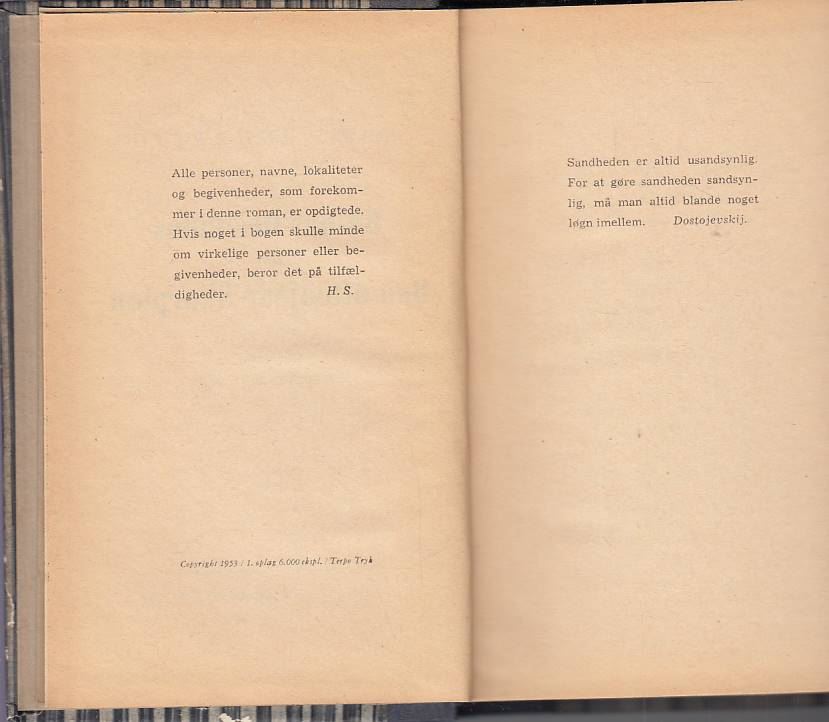 Alle personer, navne, lokaliteter
og begivenheder, som forekom-
mer i denne roman, er opdigtede.
Hvis noget i bogen skulle minde
om virkelige personer eller be-
givenheder, beror det på tilfæl-
digheder. H. S.
Copyright 1953 / 1. oplag 6.000 ekspl. / Terpo Tryk
Sandheden er altid usandsynlig.
For at gøre sandheden sandsyn-
lig, må man altid blande noget
løgn imellem. Dostojevskij.